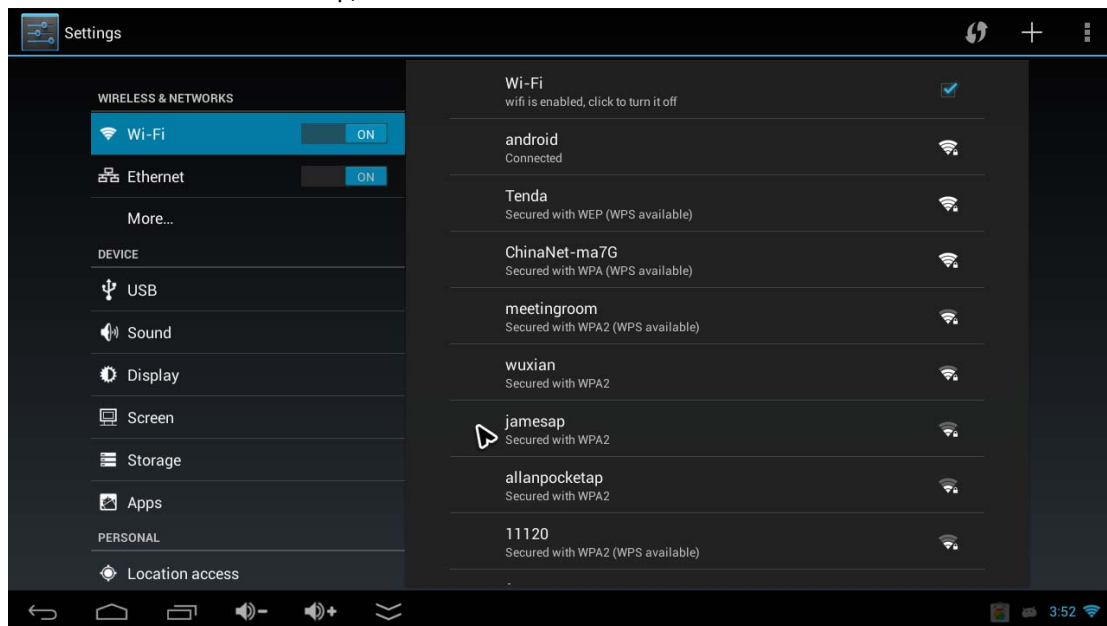 Settings
WIRELESS & NETWORKS
Wi-Fi
ON
Ethernet
ON
More...
DEVICE
USB
Sound
Display
Screen
Storage
Apps
PERSONAL
Location access
Wi-Fi
wifi is enabled, click to turn it off
android
Connected
Tenda
Secured with WEP (WPS available)
ChinaNet-ma7G
Secured with WPA (WPS available)
meetingroom
Secured with WPA2 (WPS available)
wuxian
Secured with WPA2
jamesap
Secured with WPA2
allanpocketap
Secured with WPA2
11120
Secured with WPA2 (WPS available)
3:52